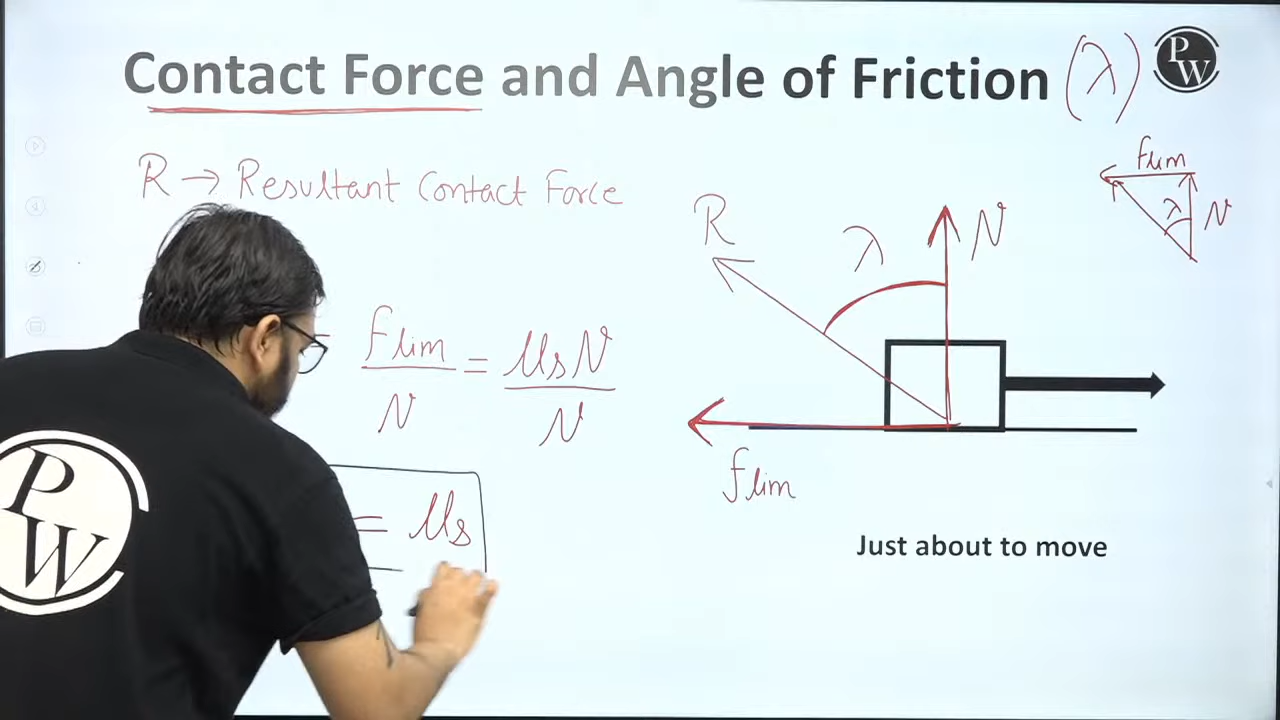 Contact Force and Angle of Friction (λ)
PW
R → Resultant Contact Force
flim
λ N
R λ N
flim = μsN
N N
flim
= μs
Just about to move
PW